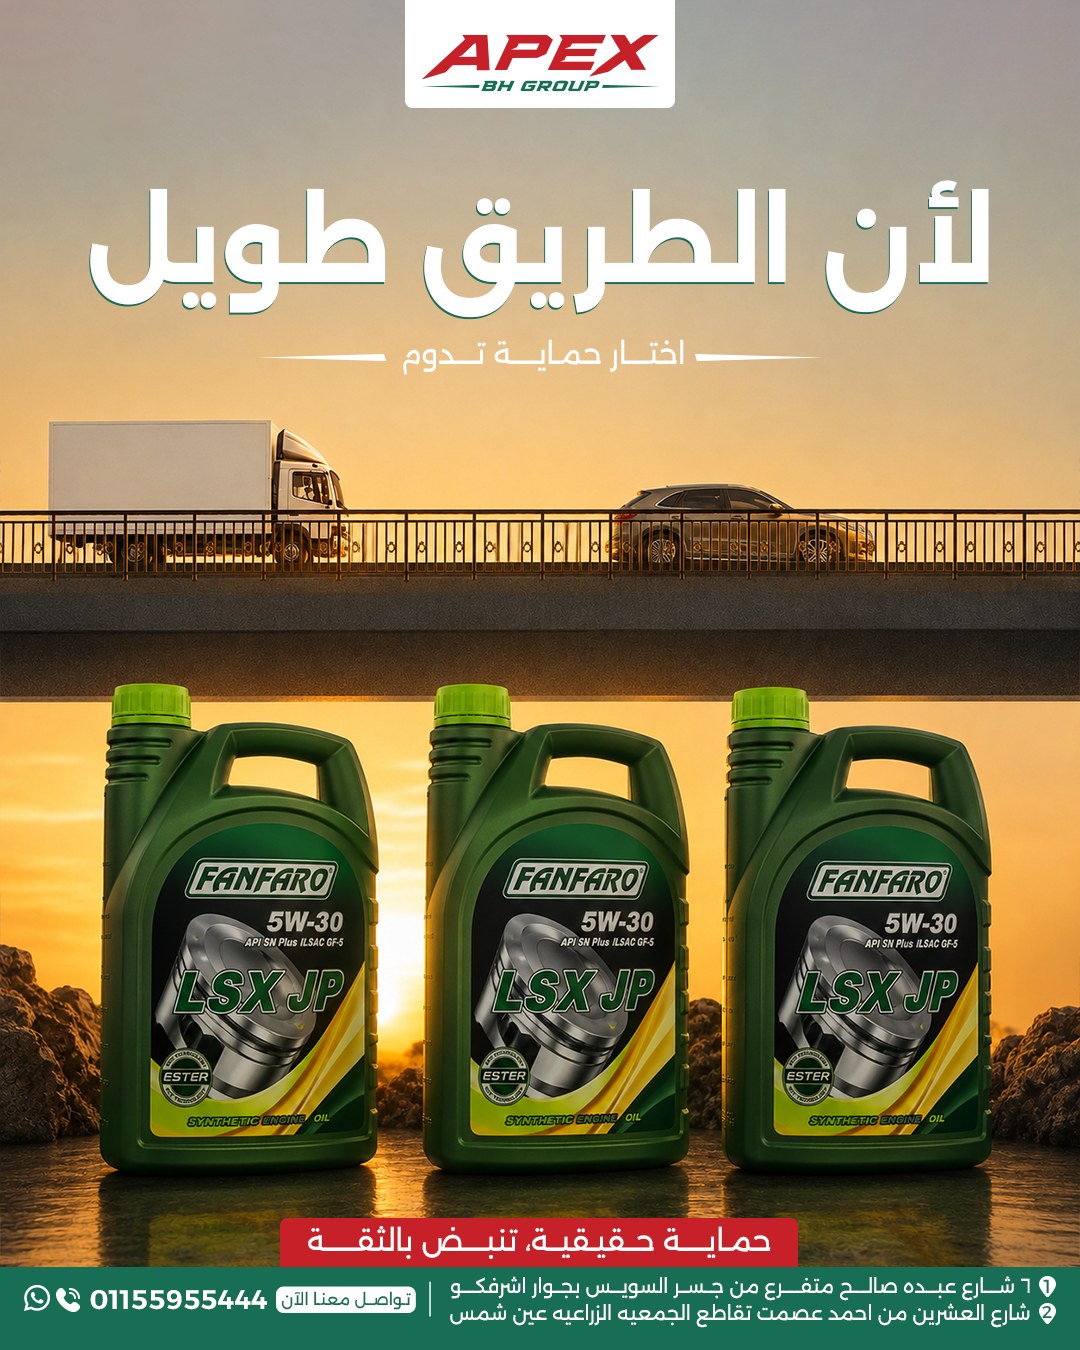 APEX
BH GROUP
لأن الطريق طويل
اختار حماية تدوم
FANFARO
5W-30
API SN Plus ILSAC GF-5
LSX JP
ESTER
SYNTHETIC ENGINE OIL
FANFARO
5W-30
API SN Plus ILSAC GF-5
LSX JP
ESTER
SYNTHETIC ENGINE OIL
FANFARO
5W-30
API SN Plus ILSAC GF-5
LSX JP
ESTER
SYNTHETIC ENGINE OIL
حماية حقيقية، تنبض بالثقة
1 ٦ شارع عبده صالح متفرع من جسر السويس بجوار اشرفكو
2 شارع العشرين من احمد عصمت تقاطع الجمعيه الزراعيه عين شمس
تواصل معنا الآن 01155955444